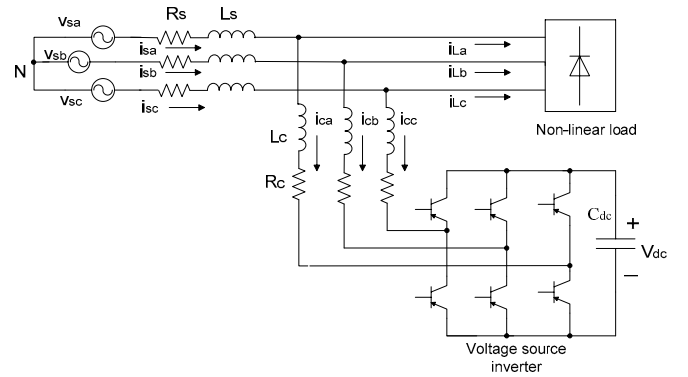 Rs Ls
vsa
isa iLa
vsb
N isb iLb
vsc
isc iLc
Non-linear load
Lc ica icb icc
Rc
Cdc +
Vdc
−
Voltage source
inverter